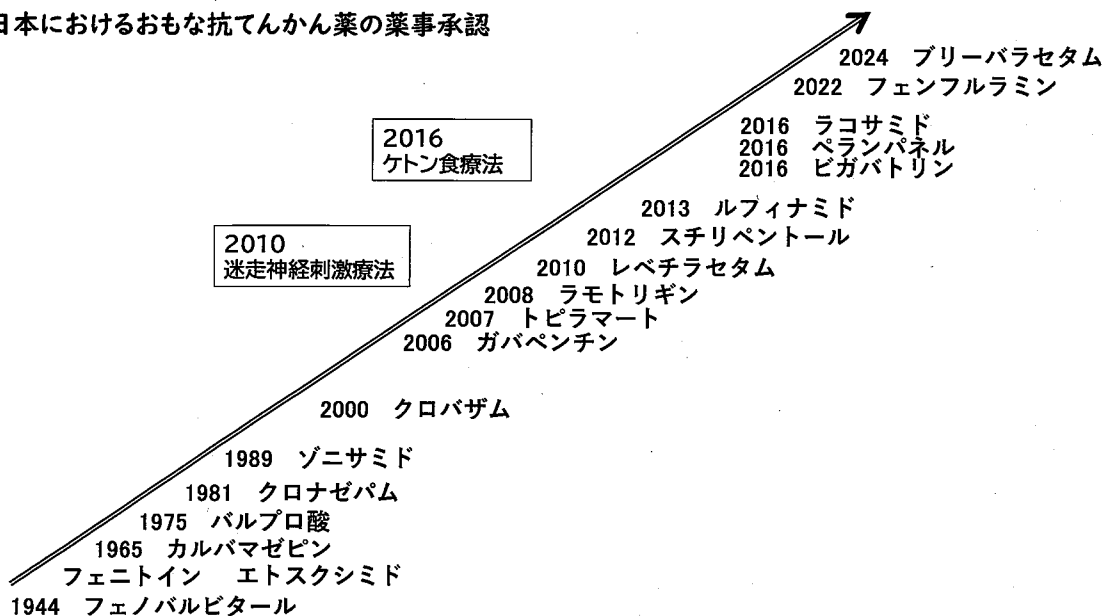 日本におけるおもな抗てんかん薬の薬事承認
2024 ブリーバラセタム
2022 フェンフルラミン
2016 ラコサミド
2016 ペランパネル
2016 ビガバトリン
2016
ケトン食療法
2013 ルフィナミド
2012 スチリペントール
2010
迷走神経刺激療法
2010 レベチラセタム
2008 ラモトリギン
2007 トピラマート
2006 ガバペンチン
2000 クロバザム
1989 ゾニサミド
1981 クロナゼパム
1975 バルプロ酸
1965 カルバマゼピン
フェニトイン エトスクシミド
1944 フェノバルビタール